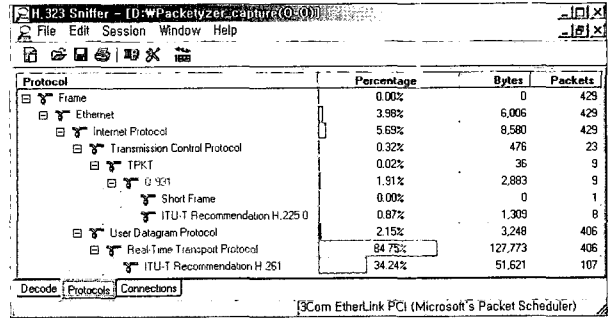 H.323 Sniffer - [D:₩Packetyzer_capture(0_0)]
File Edit Session Window Help
Protocol Percentage Bytes Packets
Frame 0.00% 0 429
Ethernet 3.98% 6,006 429
Internet Protocol 5.69% 8,580 429
Transmission Control Protocol 0.32% 476 23
TPKT 0.02% 36 9
Q.931 1.91% 2,883 9
Short Frame 0.00% 0 1
ITU-T Recommendation H.225.0 0.87% 1,309 8
User Datagram Protocol 2.15% 3,248 406
Real-Time Transport Protocol 84.75% 127,773 406
ITU-T Recommendation H.261 34.24% 51,621 107
Decode Protocols Connections
3Com EtherLink PCI (Microsoft's Packet Scheduler)